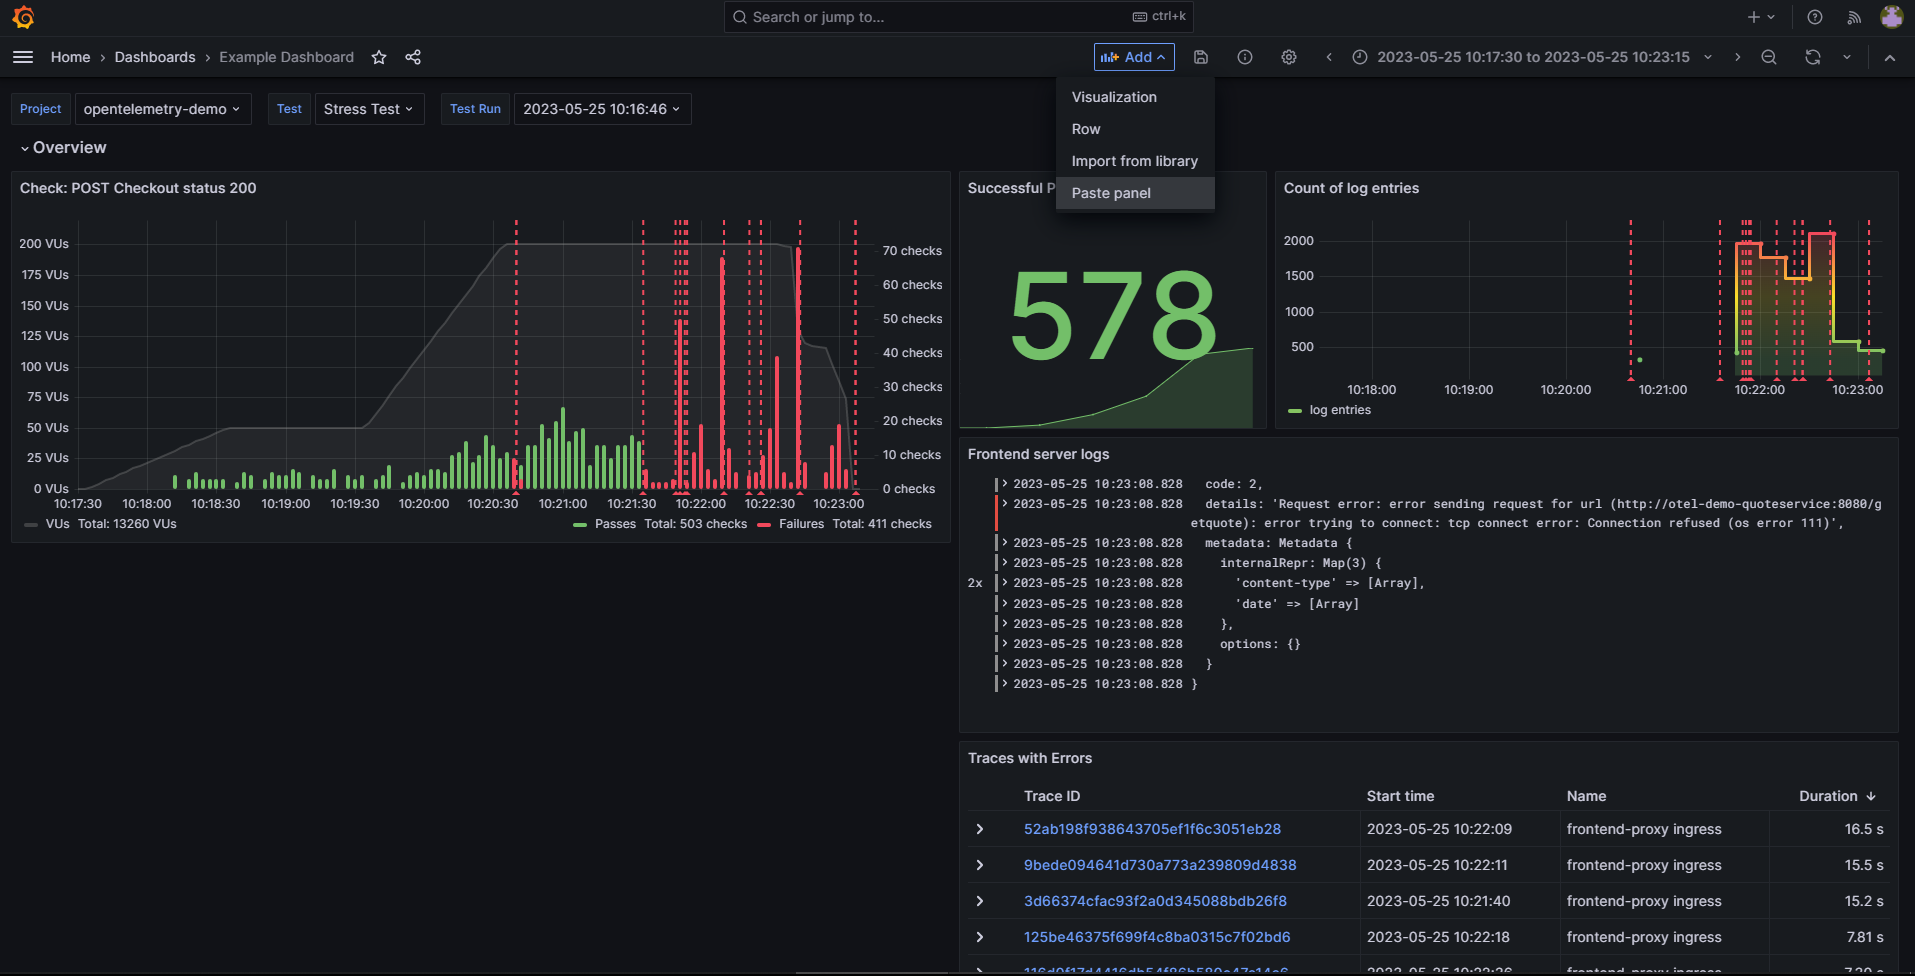 Search or jump to...
ctrl+k
Home
Dashboards
Example Dashboard
Add
2023-05-25 10:17:30 to 2023-05-25 10:23:15
Visualization
Row
Import from library
Paste panel
Project
opentelemetry-demo
Test
Stress Test
Test Run
2023-05-25 10:16:46
Overview
Check: POST Checkout status 200
200 VUs
175 VUs
150 VUs
125 VUs
100 VUs
75 VUs
50 VUs
25 VUs
0 VUs
70 checks
60 checks
50 checks
40 checks
30 checks
20 checks
10 checks
0 checks
10:17:30 10:18:00 10:18:30 10:19:00 10:19:30 10:20:00 10:20:30 10:21:00 10:21:30 10:22:00 10:22:30 10:23:00
VUs Total: 13260 VUs
Passes Total: 503 checks
Failures Total: 411 checks
Successful P
578
Count of log entries
2000
1500
1000
500
10:18:00 10:19:00 10:20:00 10:21:00 10:22:00 10:23:00
log entries
Frontend server logs
2023-05-25 10:23:08.828 code: 2,
2023-05-25 10:23:08.828 details: 'Request error: error sending request for url (http://otel-demo-quoteservice:8080/g
etquote): error trying to connect: tcp connect error: Connection refused (os error 111)',
2023-05-25 10:23:08.828 metadata: Metadata {
2023-05-25 10:23:08.828 internalRepr: Map(3) {
2x 2023-05-25 10:23:08.828 'content-type' => [Array],
2023-05-25 10:23:08.828 'date' => [Array]
2023-05-25 10:23:08.828 },
2023-05-25 10:23:08.828 options: {}
2023-05-25 10:23:08.828 }
2023-05-25 10:23:08.828 }
Traces with Errors
Trace ID Start time Name Duration
52ab198f938643705ef1f6c3051eb28 2023-05-25 10:22:09 frontend-proxy ingress 16.5 s
9bede094641d730a773a239809d4838 2023-05-25 10:22:11 frontend-proxy ingress 15.5 s
3d66374cfac93f2a0d345088bdb26f8 2023-05-25 10:21:40 frontend-proxy ingress 15.2 s
125be46375f699f4c8ba0315c7f02bd6 2023-05-25 10:22:18 frontend-proxy ingress 7.81 s